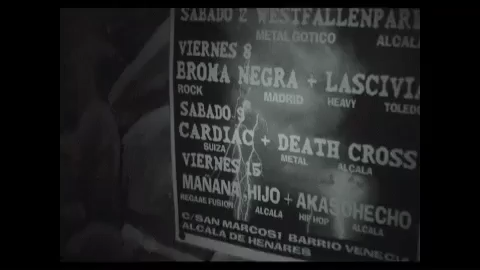 SABADO 2 WESTFALLENPARK
METAL GOTICO ALCALA
VIERNES 8
BROMA NEGRA + LASCIVIA
ROCK MADRID HEAVY TOLEDO
SABADO 9
CARDIAC + DEATH CROSS
SUIZA METAL ALCALA
VIERNES 15
MAÑANA HIJO + AKASOHECHO
REGGAE FUSION ALCALA HIP HOP ALCALA
C/SAN MARCOS1 BARRIO VENECIA
ALCALA DE HENARES